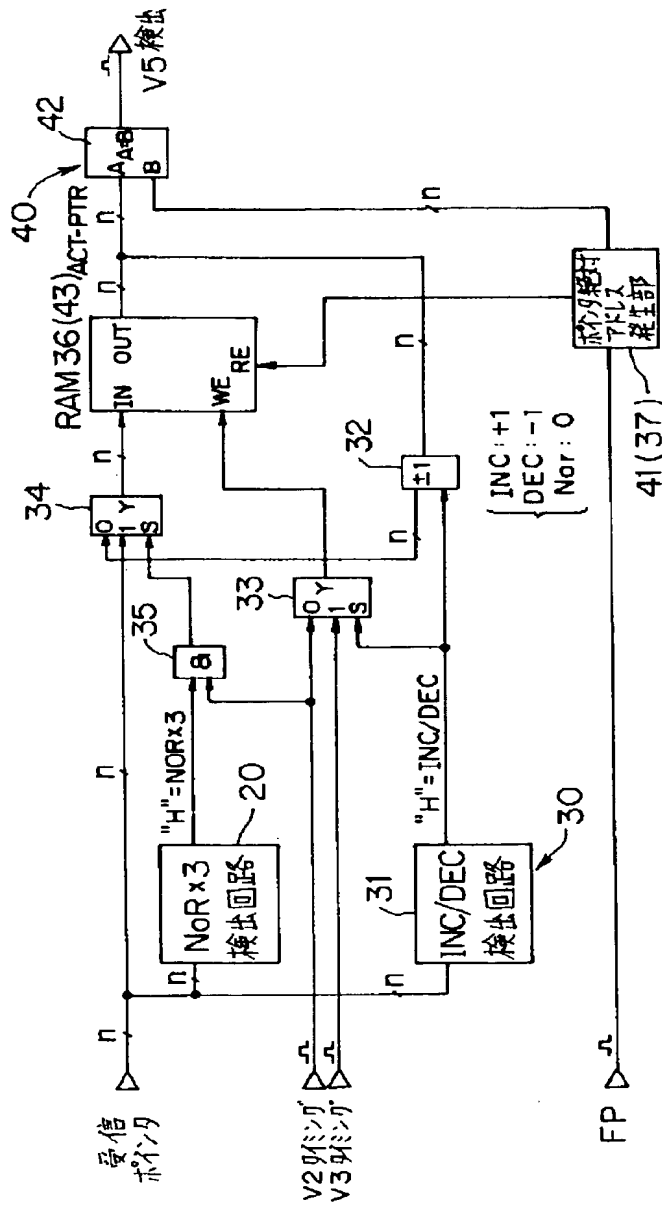 受信
ポインタ
n
n
n
n
NoR×3
検出回路
20
"H"=NOR×3
35
&
34
0
1
Y
S
n
RAM36(43)
IN
OUT
WE
RE
ACT-PTR
n
n
40
42
A
A=B
B
V5検出
V2タイミング
V3タイミング
33
0
1
Y
S
31
INC/DEC
検出回路
30
"H"=INC/DEC
32
±1
n
n
n
INC:+1
DEC:-1
Nor:0
FP
ポインタ絶対
アドレス
発生部
41(37)